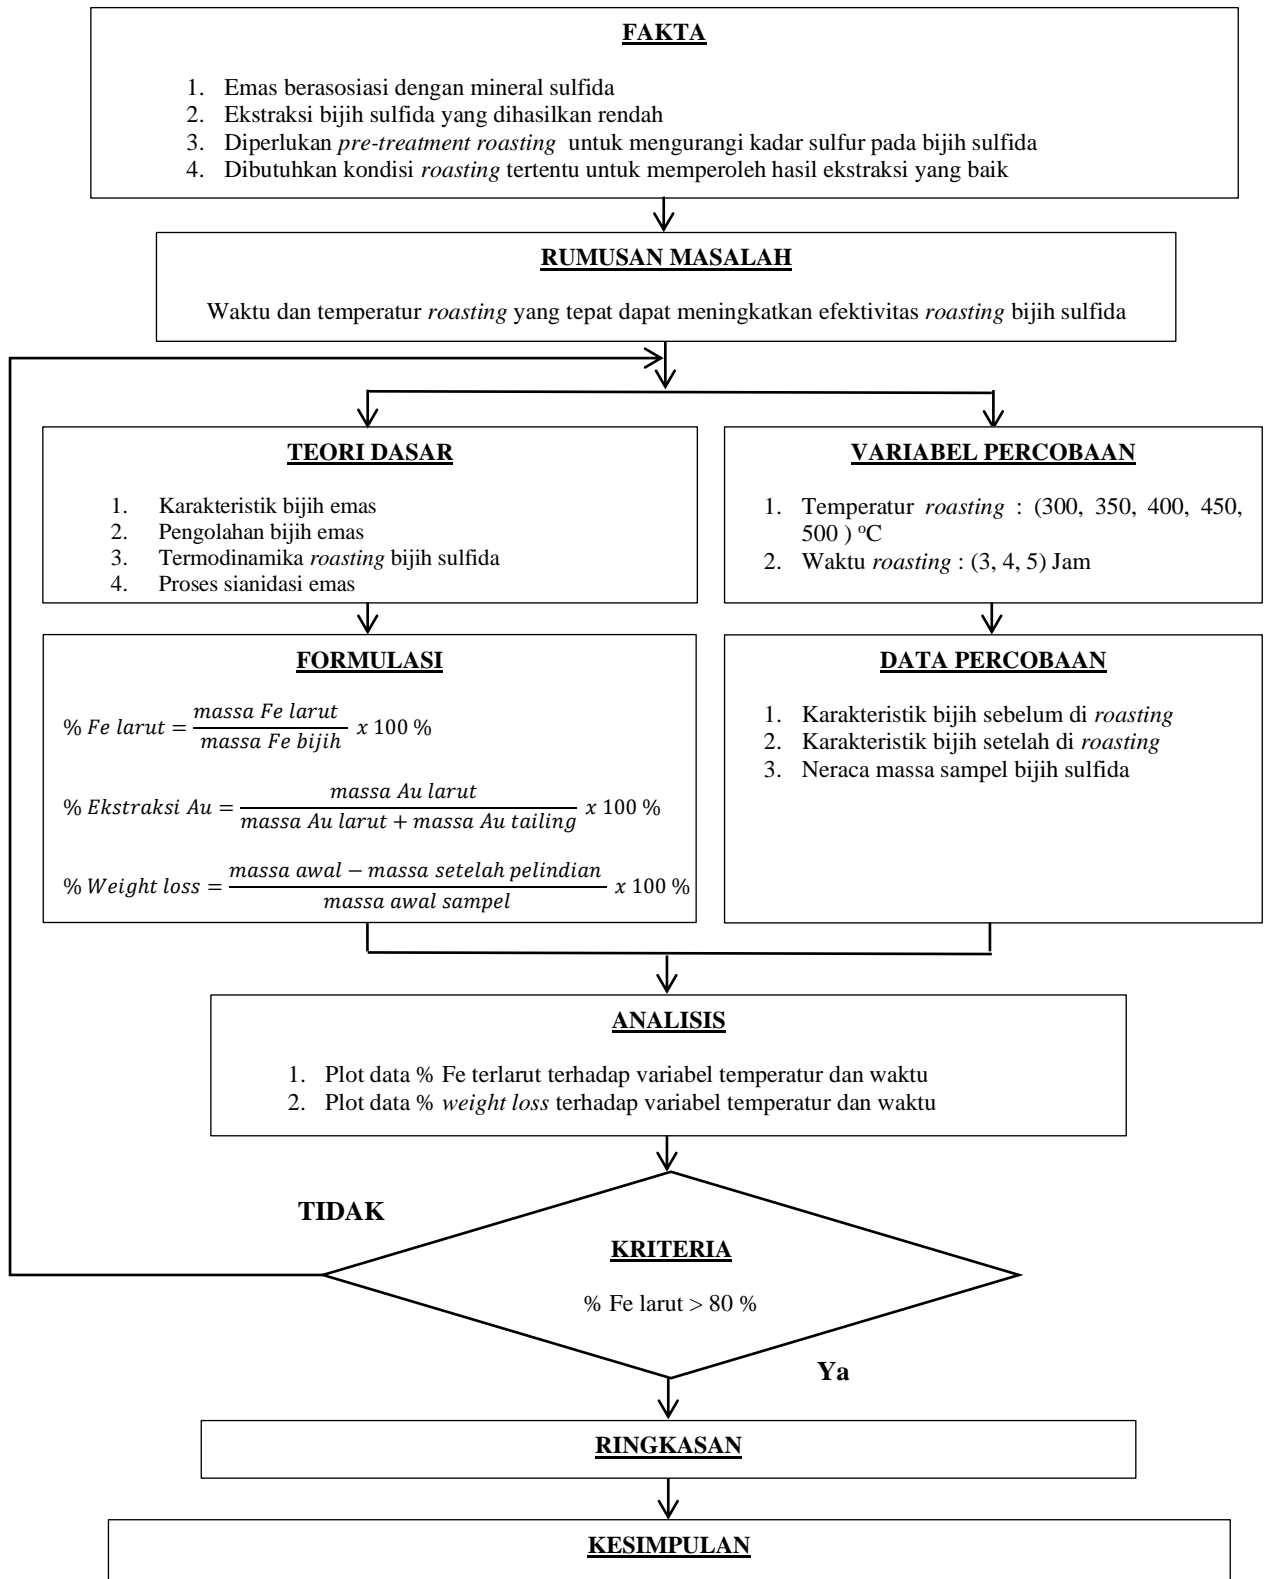 FAKTA
1. Emas berasosiasi dengan mineral sulfida
2. Ekstraksi bijih sulfida yang dihasilkan rendah
3. Diperlukan pre-treatment roasting untuk mengurangi kadar sulfur pada bijih sulfida
4. Dibutuhkan kondisi roasting tertentu untuk memperoleh hasil ekstraksi yang baik
RUMUSAN MASALAH
Waktu dan temperatur roasting yang tepat dapat meningkatkan efektivitas roasting bijih sulfida
TEORI DASAR
1. Karakteristik bijih emas
2. Pengolahan bijih emas
3. Termodinamika roasting bijih sulfida
4. Proses sianidasi emas
VARIABEL PERCOBAAN
1. Temperatur roasting : (300, 350, 400, 450,
500 ) °C
2. Waktu roasting : (3, 4, 5) Jam
FORMULASI
% Fe larut = massa Fe larut / massa Fe bijih x 100 %
% Ekstraksi Au = massa Au larut / massa Au larut + massa Au tailing x 100 %
% Weight loss = massa awal − massa setelah pelindian / massa awal sampel x 100 %
DATA PERCOBAAN
1. Karakteristik bijih sebelum di roasting
2. Karakteristik bijih setelah di roasting
3. Neraca massa sampel bijih sulfida
ANALISIS
1. Plot data % Fe terlarut terhadap variabel temperatur dan waktu
2. Plot data % weight loss terhadap variabel temperatur dan waktu
TIDAK
KRITERIA
% Fe larut > 80 %
Ya
RINGKASAN
KESIMPULAN